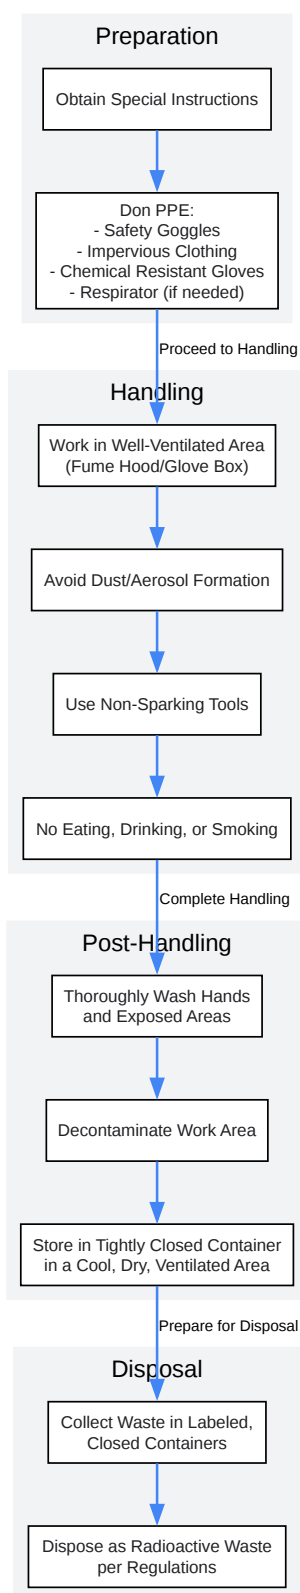 Preparation
Obtain Special Instructions
Don PPE:
- Safety Goggles
- Impervious Clothing
- Chemical Resistant Gloves
- Respirator (if needed)
Proceed to Handling
Handling
Work in Well-Ventilated Area
(Fume Hood/Glove Box)
Avoid Dust/Aerosol Formation
Use Non-Sparking Tools
No Eating, Drinking, or Smoking
Complete Handling
Post-Handling
Thoroughly Wash Hands
and Exposed Areas
Decontaminate Work Area
Store in Tightly Closed Container
in a Cool, Dry, Ventilated Area
Prepare for Disposal
Disposal
Collect Waste in Labeled,
Closed Containers
Dispose as Radioactive Waste
per Regulations